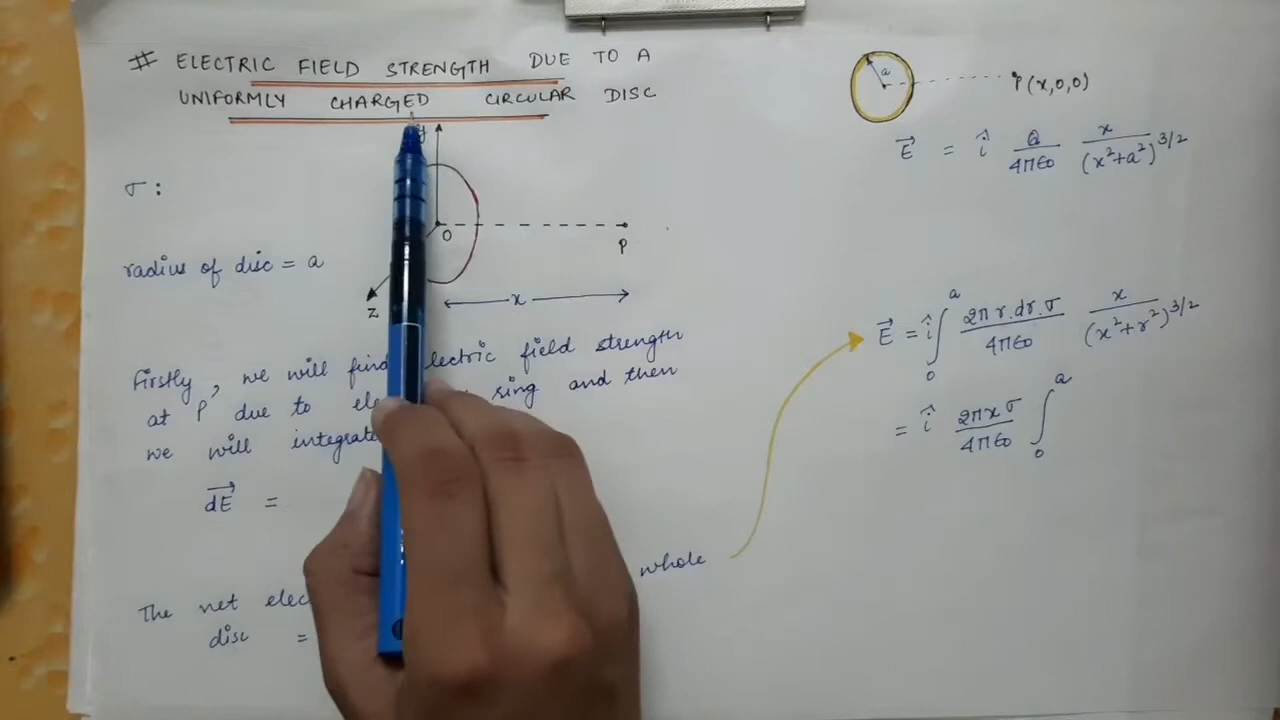 # ELECTRIC FIELD STRENGTH DUE TO A
UNIFORMLY CHARGED CIRCULAR DISC
σ:
radius of disc = a
y
O
P
x
z
Firstly, we will find electric field strength
at P due to ring and then
we will integrate
dE⃗ =
The net
whole
disc =
a
P(x,0,0)
E⃗ = î Q/4πε0 x/(x²+a²)^3/2
E⃗ = î ∫₀ᵃ 2πr.dr.σ/4πε0 x/(x²+r²)^3/2
= î 2πxσ/4πε0 ∫₀ᵃ